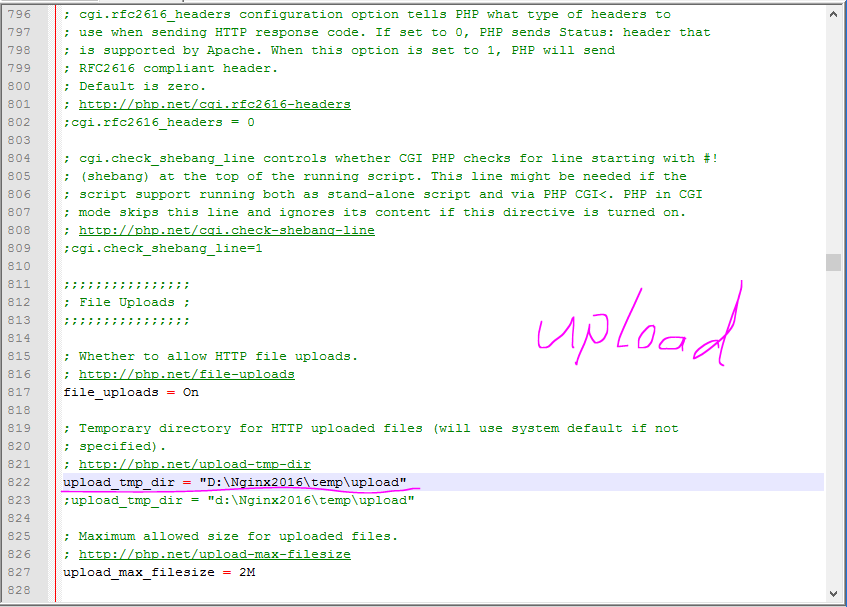 796 ; cgi.rfc2616_headers configuration option tells PHP what type of headers to
797 ; use when sending HTTP response code. If set to 0, PHP sends Status: header that
798 ; is supported by Apache. When this option is set to 1, PHP will send
799 ; RFC2616 compliant header.
800 ; Default is zero.
801 ; http://php.net/cgi.rfc2616-headers
802 ;cgi.rfc2616_headers = 0
803
804 ; cgi.check_shebang_line controls whether CGI PHP checks for line starting with #!
805 ; (shebang) at the top of the running script. This line might be needed if the
806 ; script support running both as stand-alone script and via PHP CGI<. PHP in CGI
807 ; mode skips this line and ignores its content if this directive is turned on.
808 ; http://php.net/cgi.check-shebang-line
809 ;cgi.check_shebang_line=1
810
811 ;;;;;;;;;;;;;;;;
812 ; File Uploads ;
813 ;;;;;;;;;;;;;;;;
upload
814
815 ; Whether to allow HTTP file uploads.
816 ; http://php.net/file-uploads
817 file_uploads = On
818
819 ; Temporary directory for HTTP uploaded files (will use system default if not
820 ; specified).
821 ; http://php.net/upload-tmp-dir
822 upload_tmp_dir = "D:\Nginx2016\temp\upload"
823 ;upload_tmp_dir = "d:\Nginx2016\temp\upload"
824
825 ; Maximum allowed size for uploaded files.
826 ; http://php.net/upload-max-filesize
827 upload_max_filesize = 2M
828